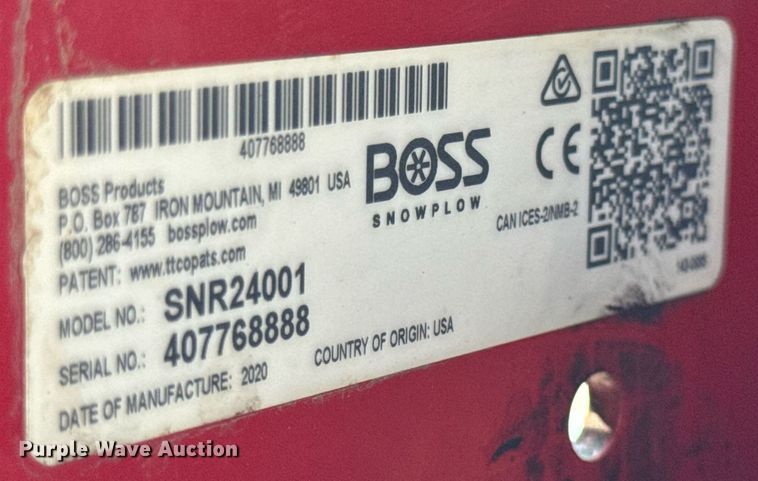 407768888
BOSS Products
P.O. Box 787 IRON MOUNTAIN, MI 49801 USA
(800) 286-4155 bossplow.com
PATENT: www.ttcopats.com
MODEL NO.: SNR24001
SERIAL NO.: 407768888
DATE OF MANUFACTURE: 2020
COUNTRY OF ORIGIN: USA
BOSS
SNOWPLOW
CE
CAN ICES-2/NMB-2
Purple Wave Auction